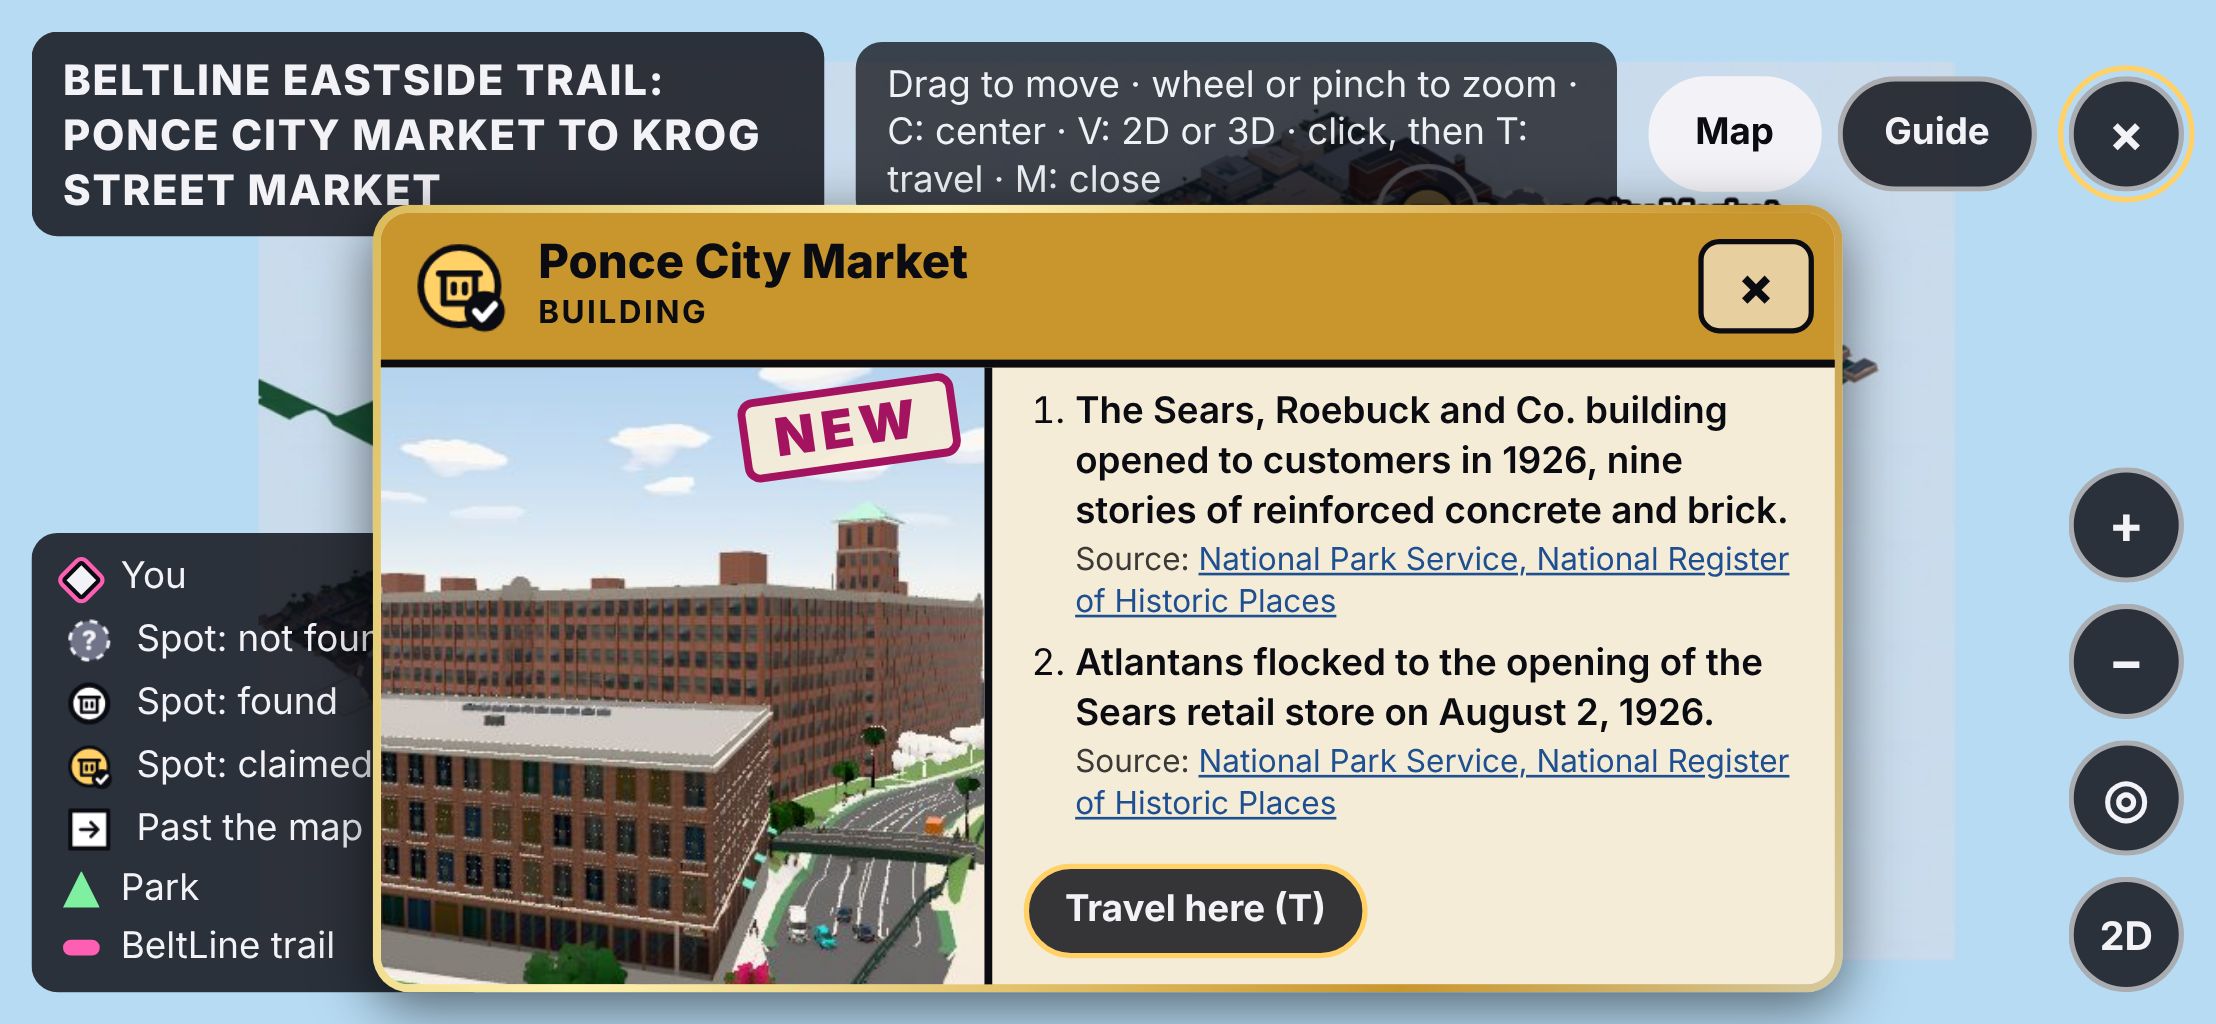 BELTLINE EASTSIDE TRAIL:
PONCE CITY MARKET TO KROG
STREET MARKET
Drag to move · wheel or pinch to zoom ·
C: center · V: 2D or 3D · click, then T:
travel · M: close
Map
Guide
×
Ponce City Market
BUILDING
×
NEW
1. The Sears, Roebuck and Co. building
opened to customers in 1926, nine
stories of reinforced concrete and brick.
Source: National Park Service, National Register
of Historic Places
2. Atlantans flocked to the opening of the
Sears retail store on August 2, 1926.
Source: National Park Service, National Register
of Historic Places
Travel here (T)
You
? Spot: not
Spot: found
Spot: claimed
Past the map
Park
BeltLine trail
+
−
2D